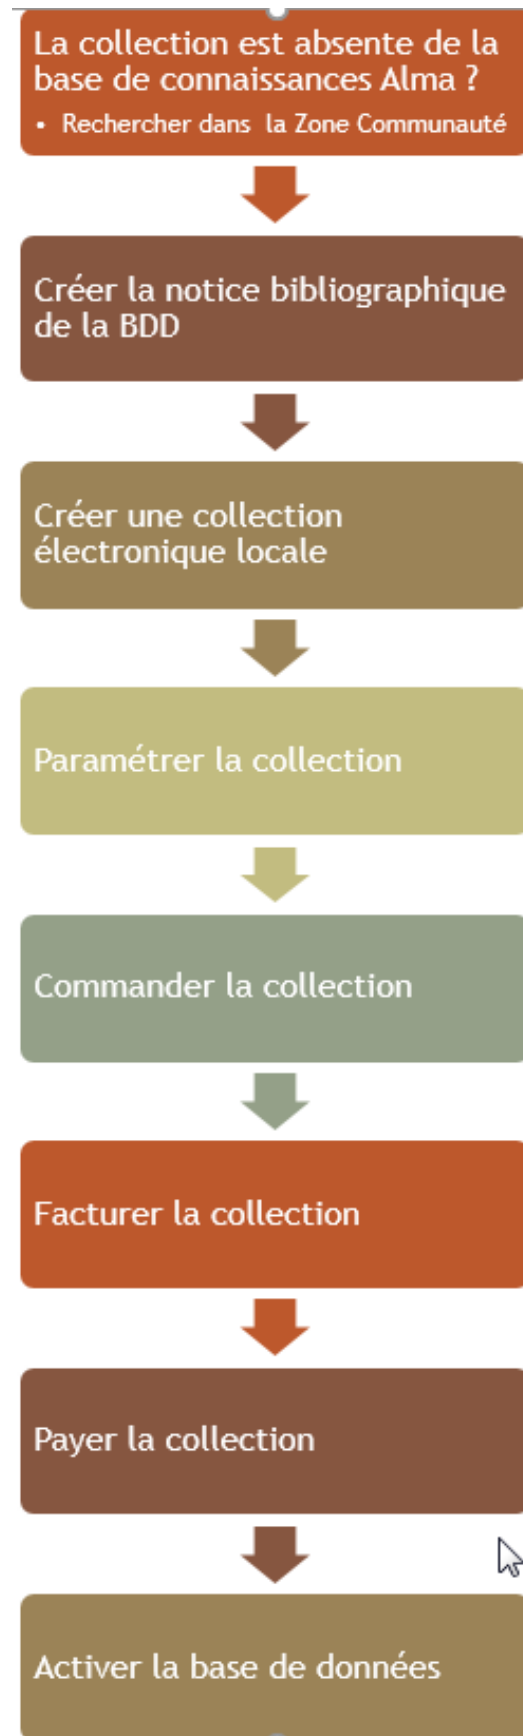 La collection est absente de la
base de connaissances Alma ?
• Rechercher dans la Zone Communauté
Créer la notice bibliographique
de la BDD
Créer une collection
électronique locale
Paramétrer la collection
Commander la collection
Facturer la collection
Payer la collection
Activer la base de données